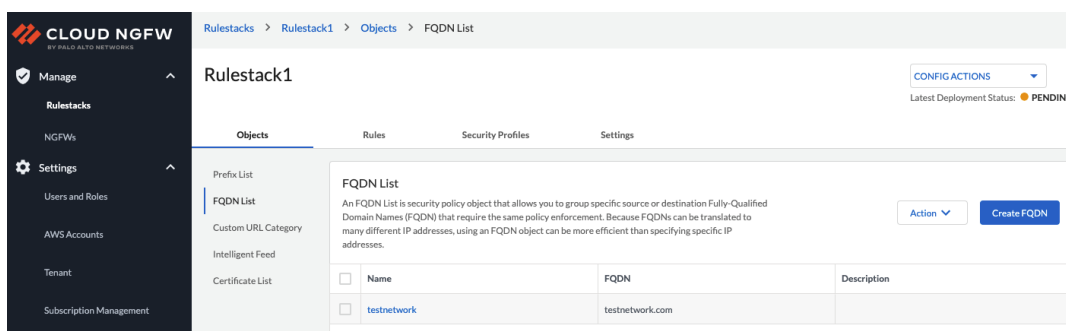 CLOUD NGFW
BY PALO ALTO NETWORKS
Manage
Rulestacks
NGFWs
Settings
Users and Roles
AWS Accounts
Tenant
Subscription Management
Rulestacks > Rulestack1 > Objects > FQDN List
Rulestack1
CONFIG ACTIONS
Latest Deployment Status: PENDIN
Objects Rules Security Profiles Settings
Prefix List
FQDN List
Custom URL Category
Intelligent Feed
Certificate List
FQDN List
An FQDN List is security policy object that allows you to group specific source or destination Fully-Qualified
Domain Names (FQDN) that require the same policy enforcement. Because FQDNs can be translated to
many different IP addresses, using an FQDN object can be more efficient than specifying specific IP
addresses.
Action Create FQDN
Name FQDN Description
testnetwork testnetwork.com